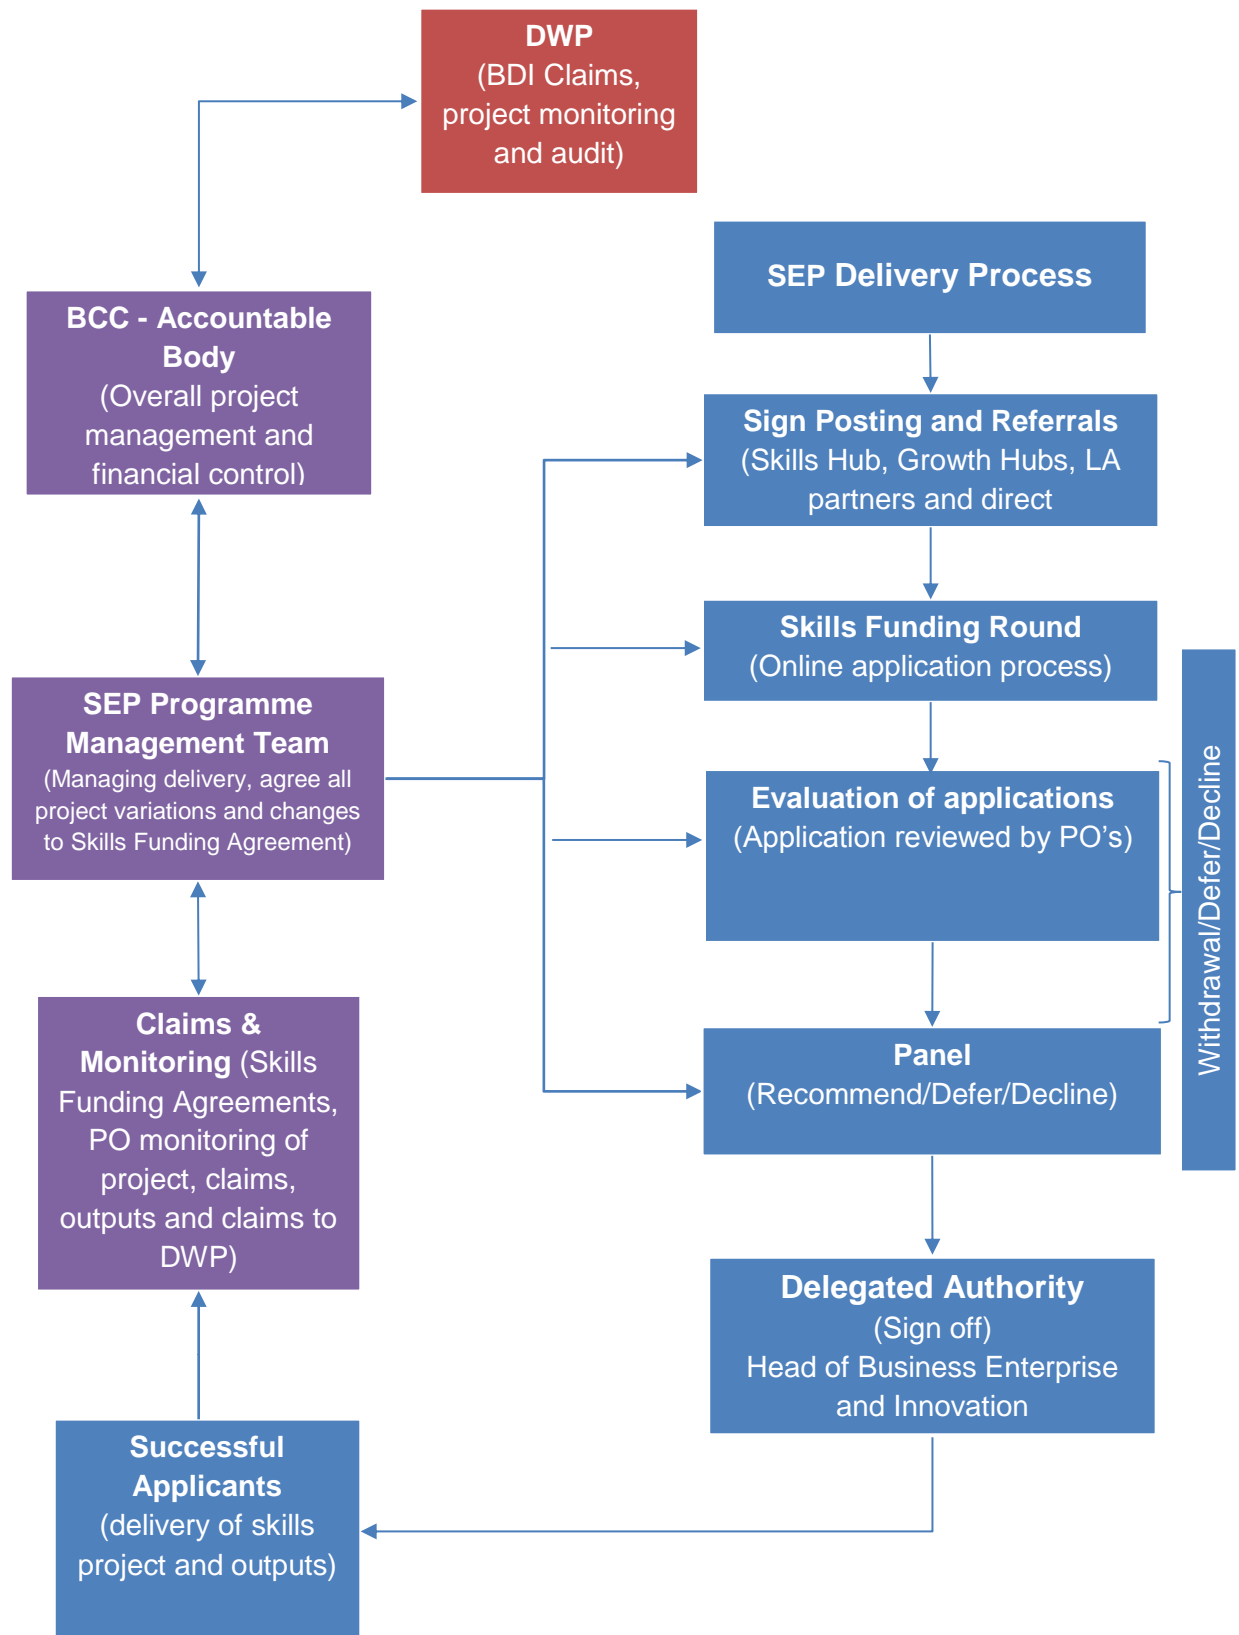 DWP
(BDI Claims,
project monitoring
and audit)
SEP Delivery Process
BCC - Accountable
Body
(Overall project
management and
financial control)
Sign Posting and Referrals
(Skills Hub, Growth Hubs, LA
partners and direct
Skills Funding Round
(Online application process)
SEP Programme
Management Team
(Managing delivery, agree all
project variations and changes
to Skills Funding Agreement)
Evaluation of applications
(Application reviewed by PO’s)
Withdrawal/Defer/Decline
Claims &
Monitoring (Skills
Funding Agreements,
PO monitoring of
project, claims,
outputs and claims to
DWP)
Panel
(Recommend/Defer/Decline)
Delegated Authority
(Sign off)
Head of Business Enterprise
and Innovation
Successful
Applicants
(delivery of skills
project and outputs)